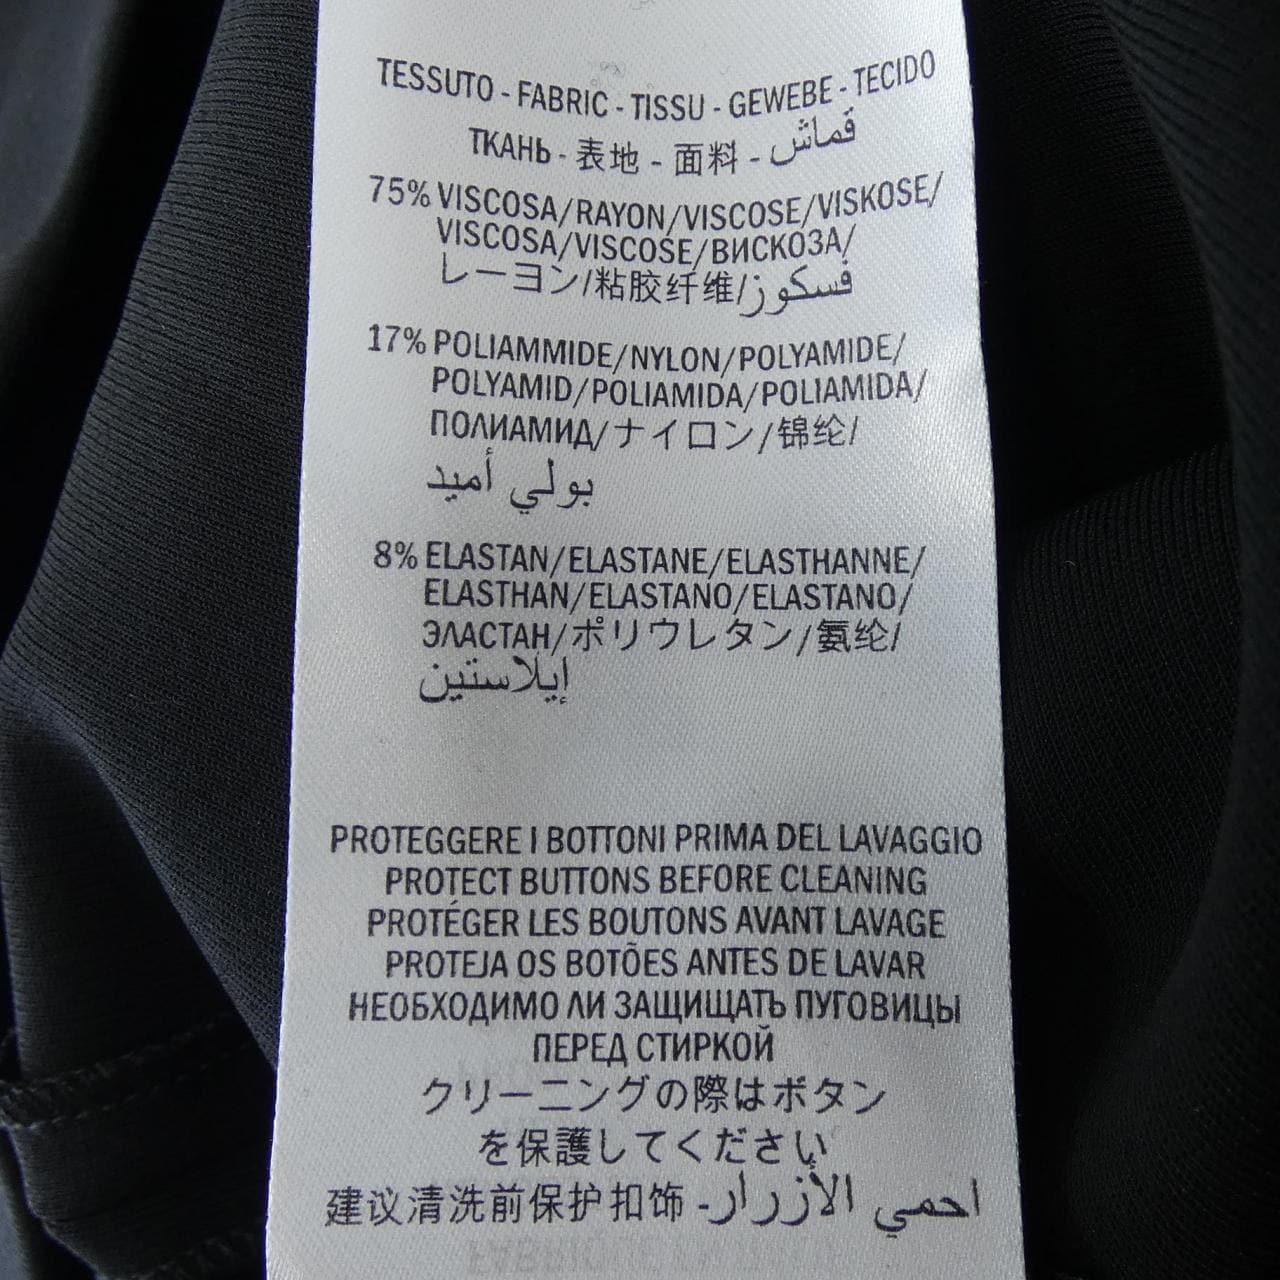 TESSUTO - FABRIC - TISSU - GEWEBE - TECIDO
ТКАНЬ - 表地 - 面料 - قماش
75% VISCOSA/RAYON/VISCOSE/VISKOSE/
VISCOSA/VISCOSE/ВИСКОЗА/
レーヨン/粘胶纤维/فسكوز
17% POLIAMMIDE/NYLON/POLYAMIDE/
POLYAMID/POLIAMIDA/POLIAMIDA/
ПОЛИАМИД/ナイロン/锦纶/
بولي أميد
8% ELASTAN/ELASTANE/ELASTHANNE/
ELASTHAN/ELASTANO/ELASTANO/
ЭЛАСТАН/ポリウレタン/氨纶/
إيلاستين
PROTEGGERE I BOTTONI PRIMA DEL LAVAGGIO
PROTECT BUTTONS BEFORE CLEANING
PROTÉGER LES BOUTONS AVANT LAVAGE
PROTEJA OS BOTÕES ANTES DE LAVAR
НЕОБХОДИМО ЛИ ЗАЩИЩАТЬ ПУГОВИЦЫ
ПЕРЕД СТИРКОЙ
クリーニングの際はボタン
を保護してください
建议清洗前保护扣饰 - احمي الأزرار